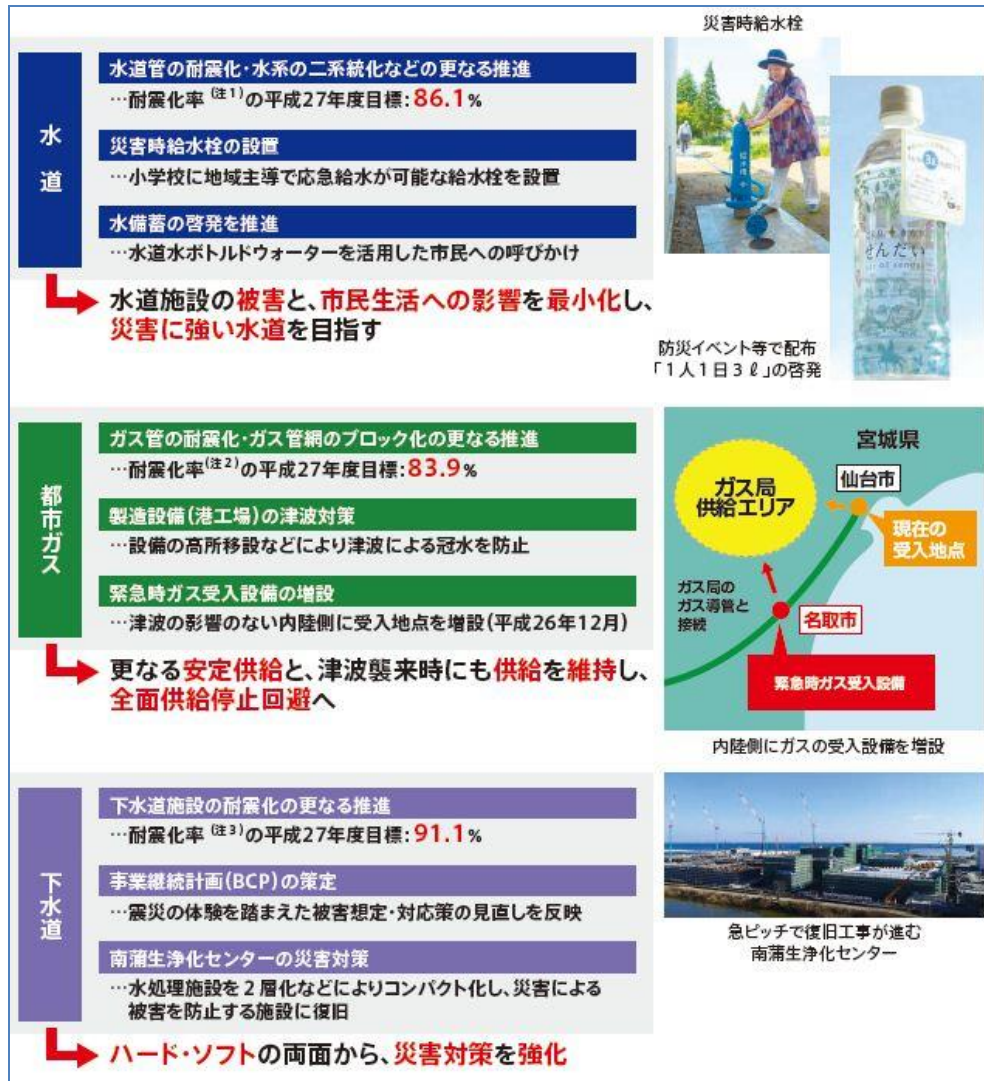 災害時給水栓
水道
水道管の耐震化・水系の二系統化などの更なる推進
…耐震化率(注1)の平成27年度目標:86.1%
災害時給水栓の設置
…小学校に地域主導で応急給水が可能な給水栓を設置
水備蓄の啓発を推進
…水道水ボトルドウォーターを活用した市民への呼びかけ
水道施設の被害と、市民生活への影響を最小化し、
災害に強い水道を目指す
せんだい
防災イベント等で配布
「1人1日3ℓ」の啓発
都市ガス
ガス管の耐震化・ガス管網のブロック化の更なる推進
…耐震化率(注2)の平成27年度目標:83.9%
製造設備(港工場)の津波対策
…設備の高所移設などにより津波による冠水を防止
緊急時ガス受入設備の増設
…津波の影響のない内陸側に受入地点を増設(平成26年12月)
更なる安定供給と、津波襲来時にも供給を維持し、
全面供給停止回避へ
宮城県
仙台市
ガス局
供給エリア
現在の
受入地点
ガス局の
ガス導管と
接続
名取市
緊急時ガス受入設備
内陸側にガスの受入設備を増設
下水道
下水道施設の耐震化の更なる推進
…耐震化率(注3)の平成27年度目標:91.1%
事業継続計画(BCP)の策定
…震災の体験を踏まえた被害想定・対応策の見直しを反映
南蒲生浄化センターの災害対策
…水処理施設を2層化などによりコンパクト化し、災害による
被害を防止する施設に復旧
ハード・ソフトの両面から、災害対策を強化
急ピッチで復旧工事が進む
南蒲生浄化センター